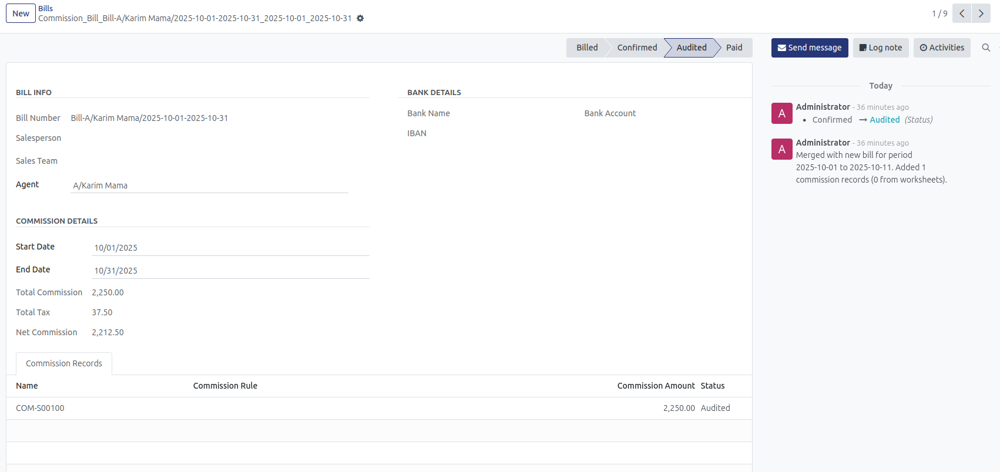 New
Bills
Commission_Bill_Bill-A/Karim Mama/2025-10-01-2025-10-31_2025-10-01_2025-10-31
1 / 9
Billed Confirmed Audited Paid
Send message Log note Activities
BILL INFO
Bill Number Bill-A/Karim Mama/2025-10-01-2025-10-31
Salesperson
Sales Team
Agent A/Karim Mama
BANK DETAILS
Bank Name Bank Account
IBAN
COMMISSION DETAILS
Start Date 10/01/2025
End Date 10/31/2025
Total Commission 2,250.00
Total Tax 37.50
Net Commission 2,212.50
Commission Records
Name Commission Rule Commission Amount Status
COM-S00100 2,250.00 Audited
Today
A
Administrator - 36 minutes ago
• Confirmed → Audited (Status)
A
Administrator - 36 minutes ago
Merged with new bill for period
2025-10-01 to 2025-10-11. Added 1
commission records (0 from worksheets).